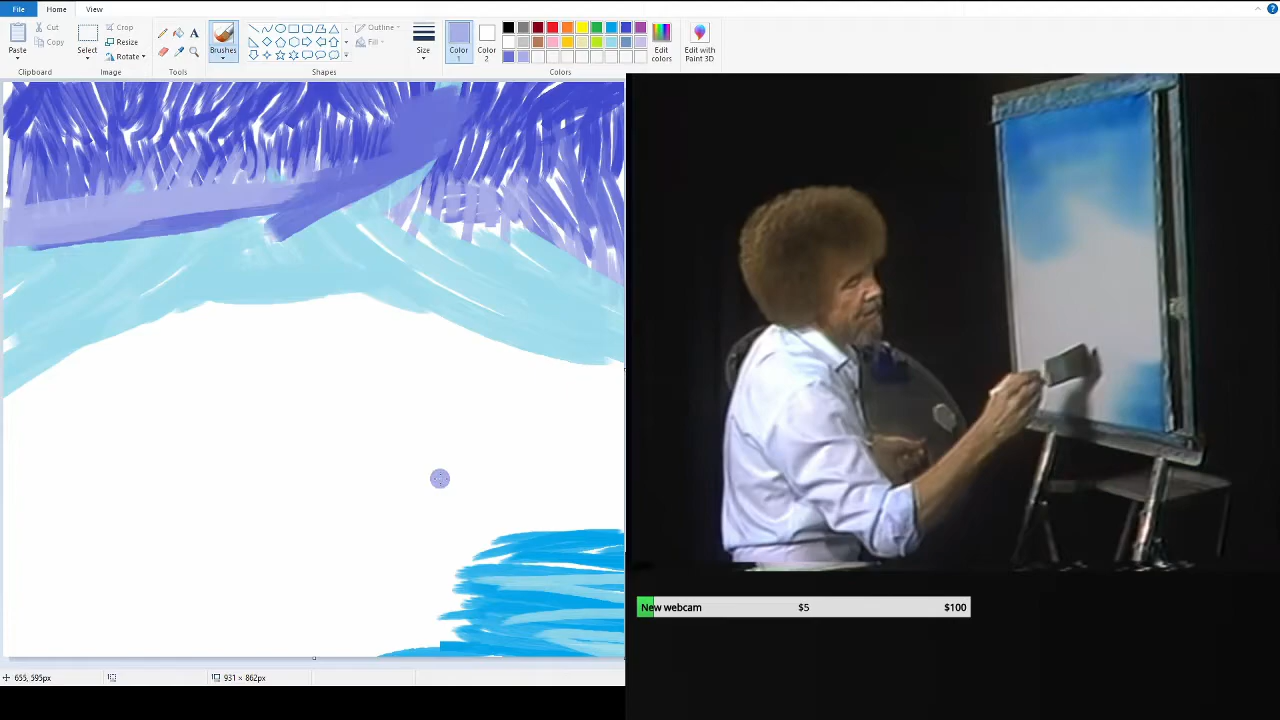 File Home View
Cut
Copy
Paste
Clipboard
Crop
Resize
Rotate
Select
Image
A
Tools
Brushes
Outline
Fill
Shapes
Size
Color 1
Color 2
Edit colors
Colors
Edit with Paint 3D
?
New webcam $5 $100
655, 595px
931 × 862px